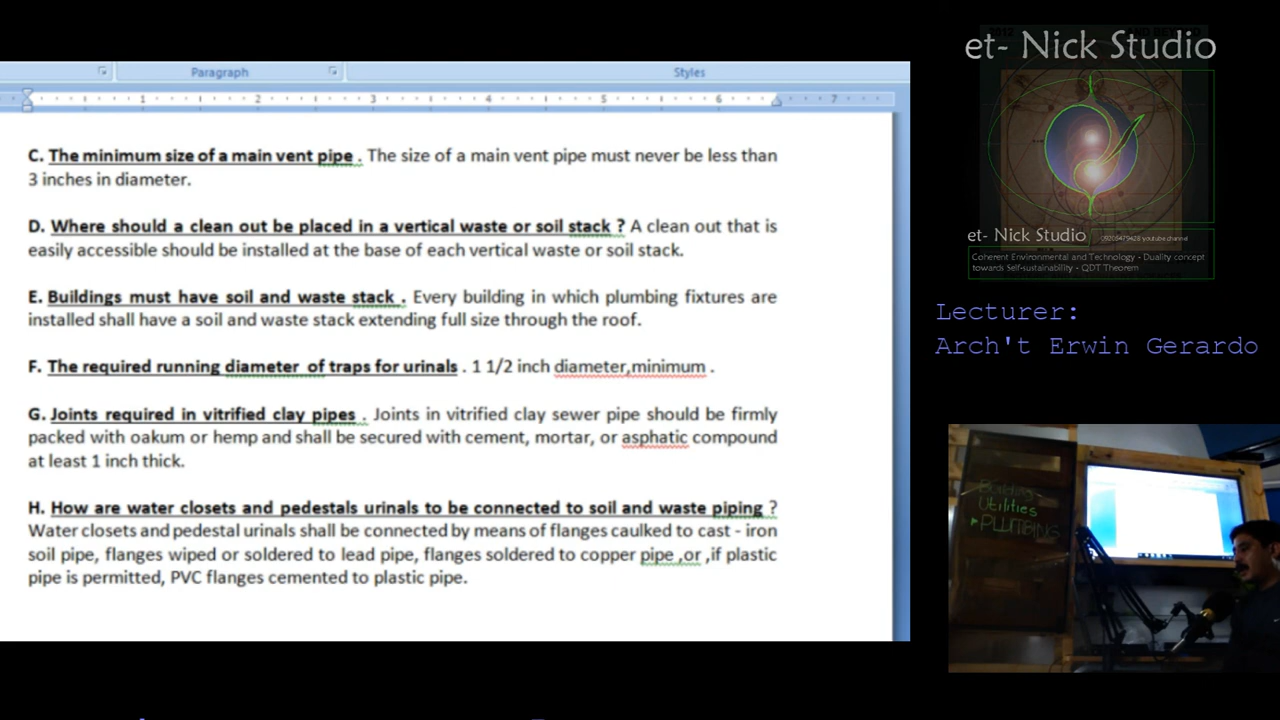 Paragraph
Styles
1 2 3 4 5 6 7
C. The minimum size of a main vent pipe . The size of a main vent pipe must never be less than
3 inches in diameter.
D. Where should a clean out be placed in a vertical waste or soil stack ? A clean out that is
easily accessible should be installed at the base of each vertical waste or soil stack.
E. Buildings must have soil and waste stack . Every building in which plumbing fixtures are
installed shall have a soil and waste stack extending full size through the roof.
F. The required running diameter of traps for urinals . 1 1/2 inch diameter,minimum .
G. Joints required in vitrified clay pipes . Joints in vitrified clay sewer pipe should be firmly
packed with oakum or hemp and shall be secured with cement, mortar, or asphatic compound
at least 1 inch thick.
H. How are water closets and pedestals urinals to be connected to soil and waste piping ?
Water closets and pedestal urinals shall be connected by means of flanges caulked to cast - iron
soil pipe, flanges wiped or soldered to lead pipe, flanges soldered to copper pipe ,or ,if plastic
pipe is permitted, PVC flanges cemented to plastic pipe.
et- Nick Studio
et- Nick Studio
youtube channel
Coherent Environmental and Technology - Duality concept
towards Self-sustainability - QDT Theorem
Lecturer:
Arch't Erwin Gerardo
Building
Utilities
PLUMBING